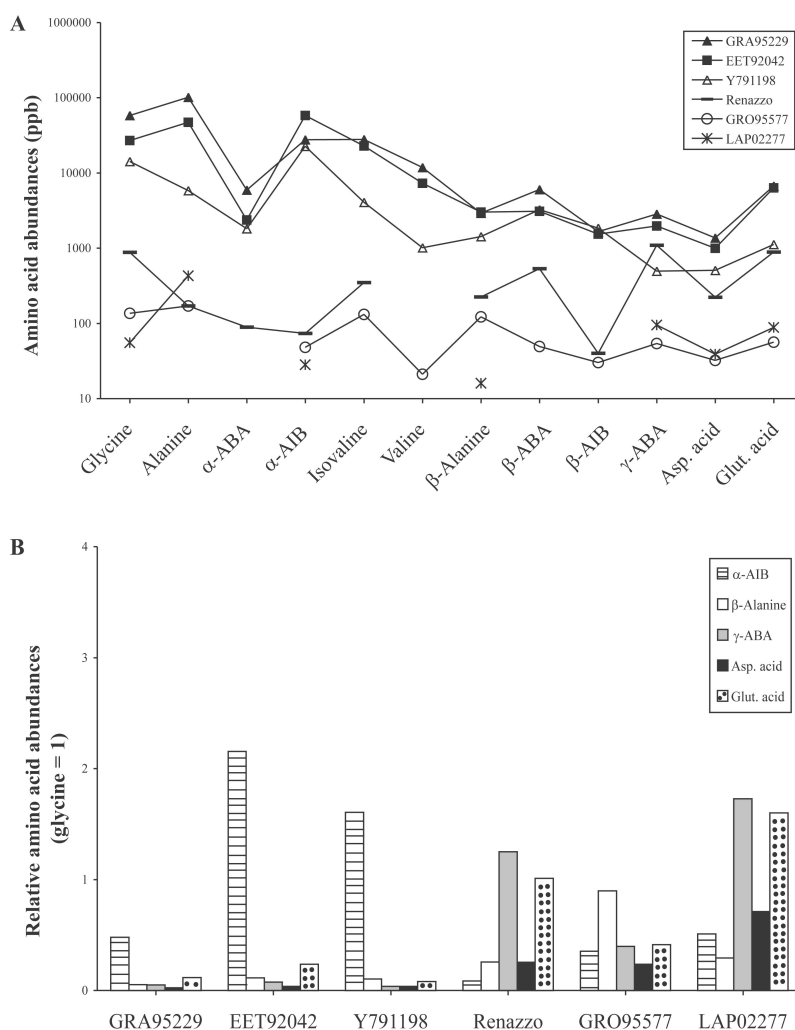 A
Amino acid abundances (ppb)
1000000
100000
10000
1000
100
10
GRA95229
EET92042
Y791198
Renazzo
GRO95577
LAP02277
Glycine
Alanine
α-ABA
α-AIB
Isovaline
Valine
β-Alanine
β-ABA
β-AIB
γ-ABA
Asp. acid
Glut. acid
B
Relative amino acid abundances
(glycine = 1)
4
3
2
1
0
α-AIB
β-Alanine
γ-ABA
Asp. acid
Glut. acid
GRA95229
EET92042
Y791198
Renazzo
GRO95577
LAP02277